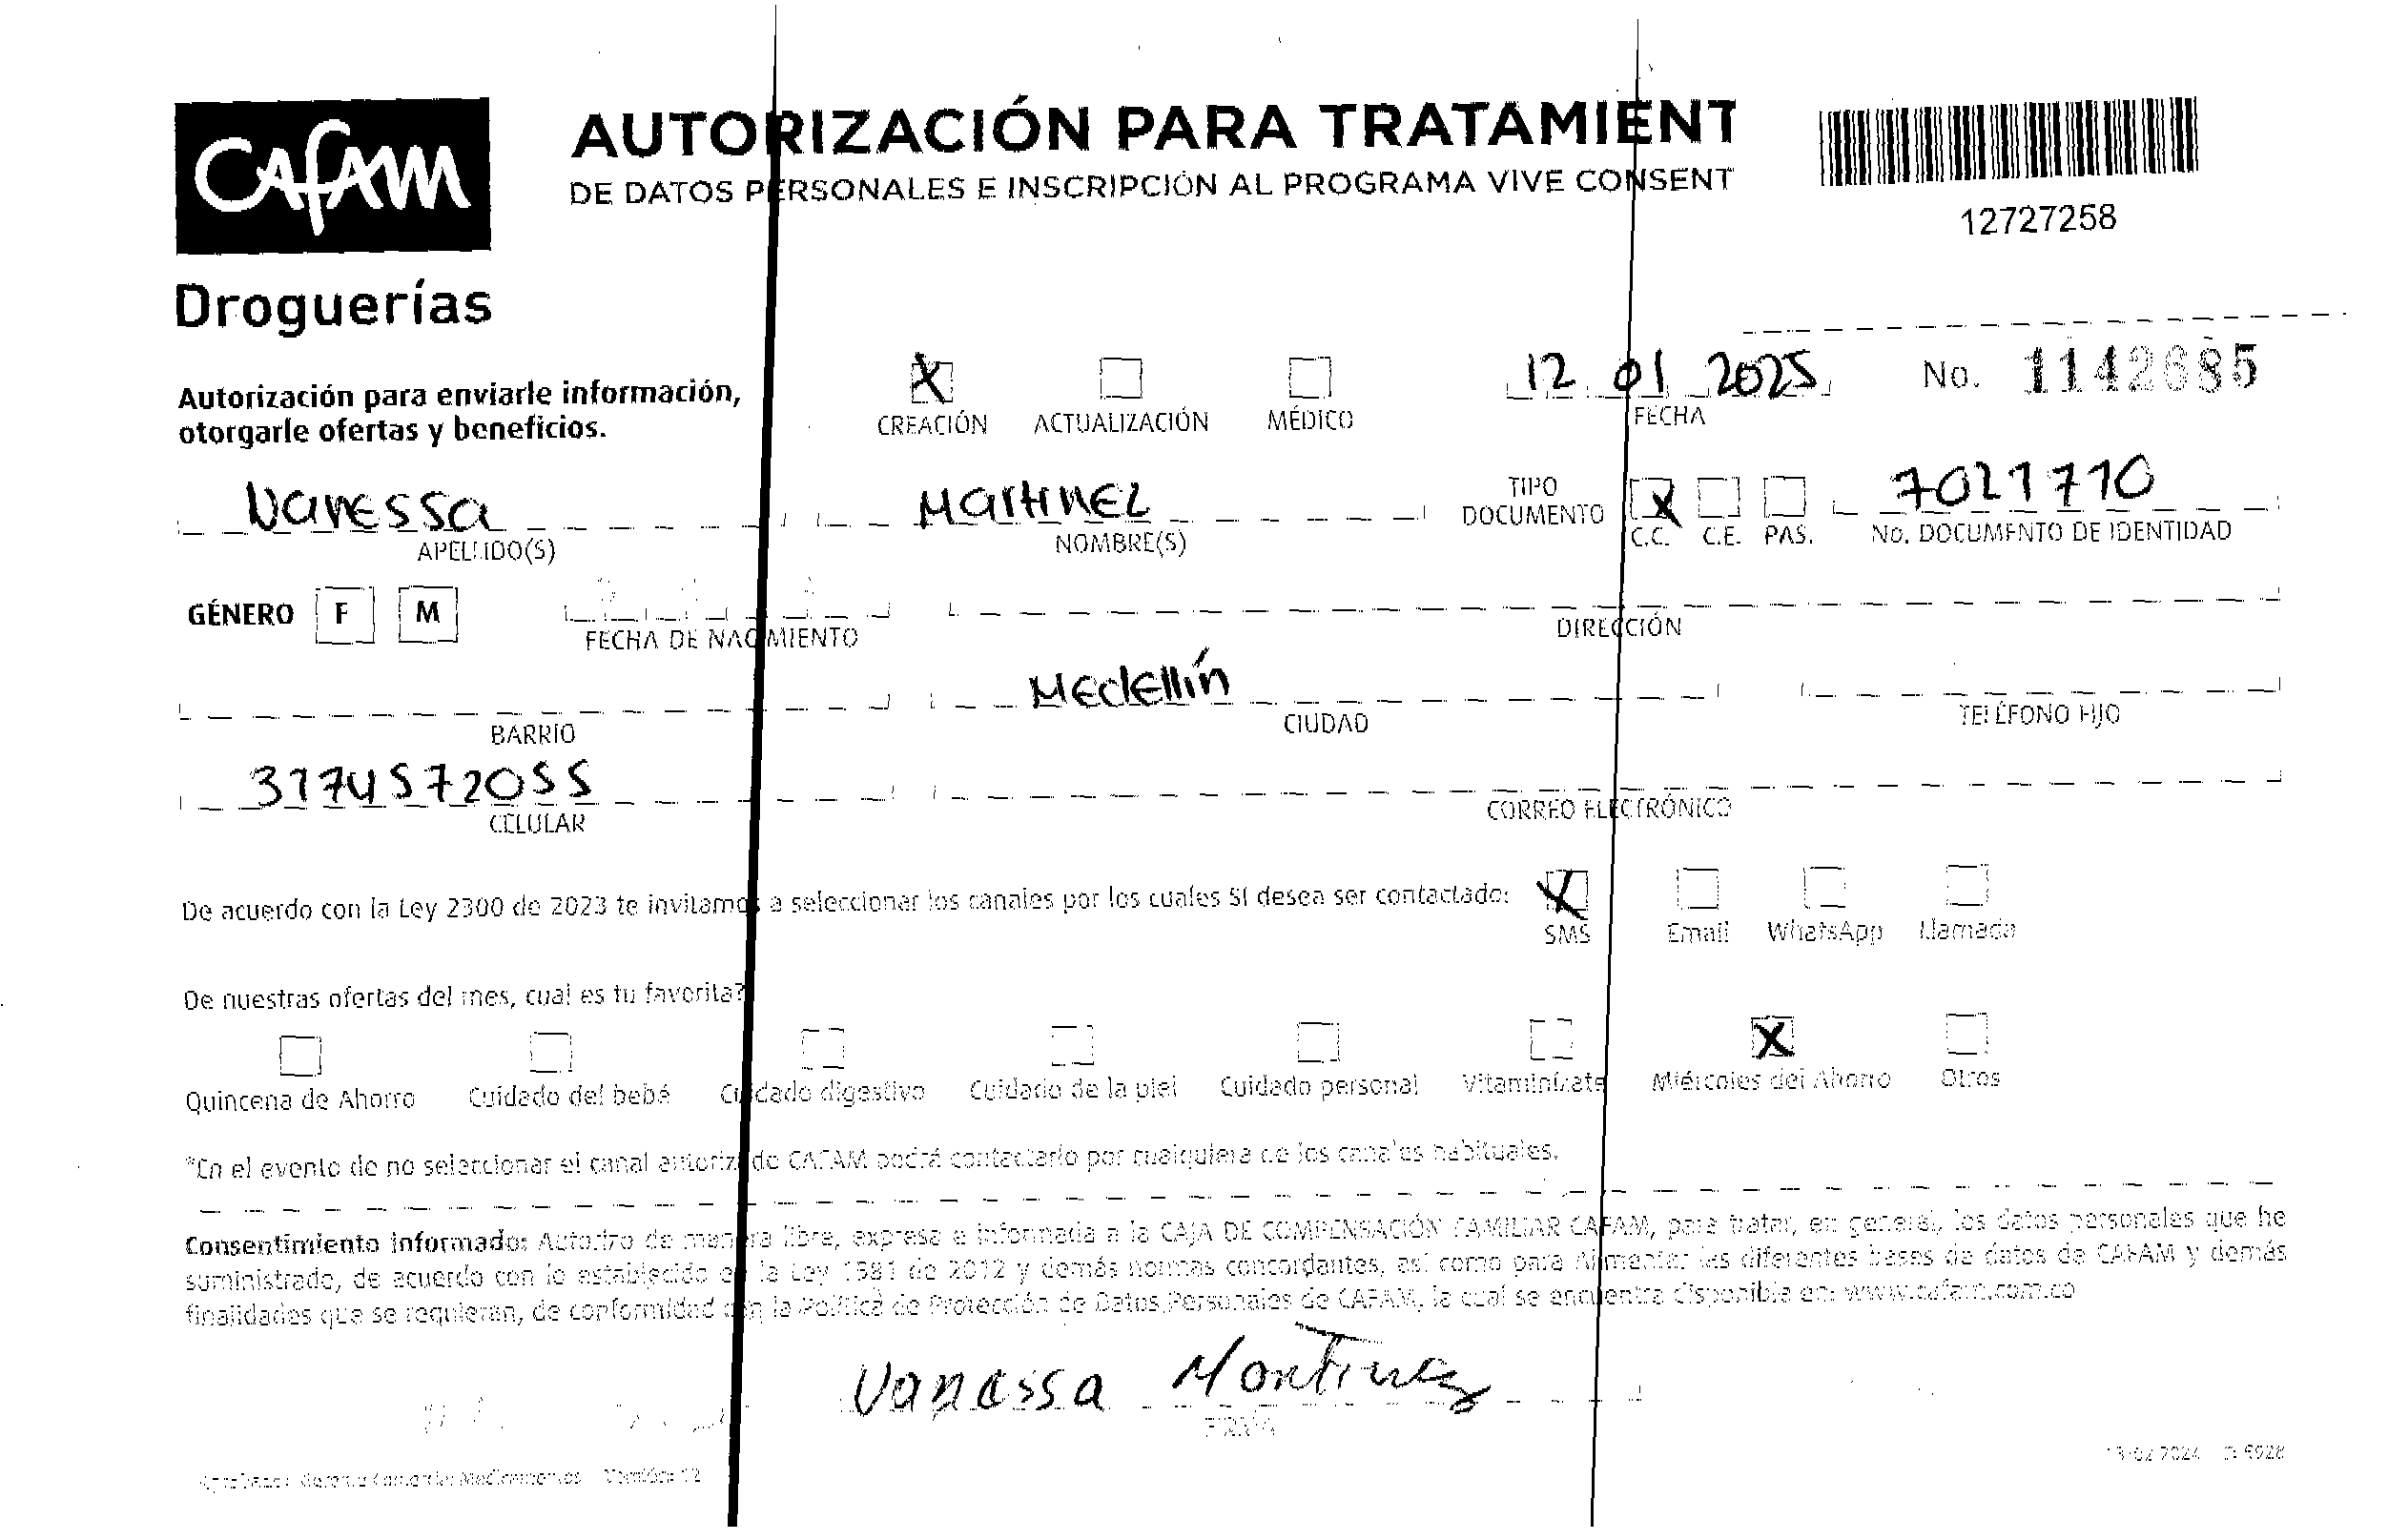 CAFAM
Droguerías
AUTORIZACIÓN PARA TRATAMIENT
DE DATOS PERSONALES E INSCRIPCIÓN AL PROGRAMA VIVE CONSENT
12727258
Autorización para enviarle información,
otorgarle ofertas y beneficios.
X CREACIÓN ACTUALIZACIÓN MÉDICO
12 01 2025
FECHA
No. 1142685
Vanessa
APELLIDO(S)
Martinez
NOMBRE(S)
TIPO
DOCUMENTO
X C.C. C.E. PAS.
7021710
No. DOCUMENTO DE IDENTIDAD
GÉNERO F M
FECHA DE NACIMIENTO
DIRECCIÓN
BARRIO
Medellín
CIUDAD
TELÉFONO FIJO
3174572055
CELULAR
CORREO ELECTRÓNICO
De acuerdo con la Ley 2300 de 2023 te invitamos a seleccionar los canales por los cuales SI desea ser contactado:
X SMS Email WhatsApp Llamada
De nuestras ofertas del mes, cual es tu favorita?
Quincena de Ahorro Cuidado del bebé Cuidado digestivo Cuidado de la piel Cuidado personal Vitaminízate X Miércoles del Ahorro Otros
*En el evento de no seleccionar el canal autorizado CAFAM podrá contactarlo por cualquiera de los canales habituales.
Consentimiento informado: Autorizo de manera libre, expresa e informada a la CAJA DE COMPENSACIÓN FAMILIAR CAFAM, para tratar, en general, los datos personales que he
suministrado, de acuerdo con lo establecido en la Ley 1581 de 2012 y demás normas concordantes, así como para Alimentar las diferentes bases de datos de CAFAM y demás
finalidades que se requieran, de conformidad con la Política de Protección de Datos Personales de CAFAM, la cual se encuentra disponible en: www.cafam.com.co
Vanessa Martinez
FIRMA
Versión: 12